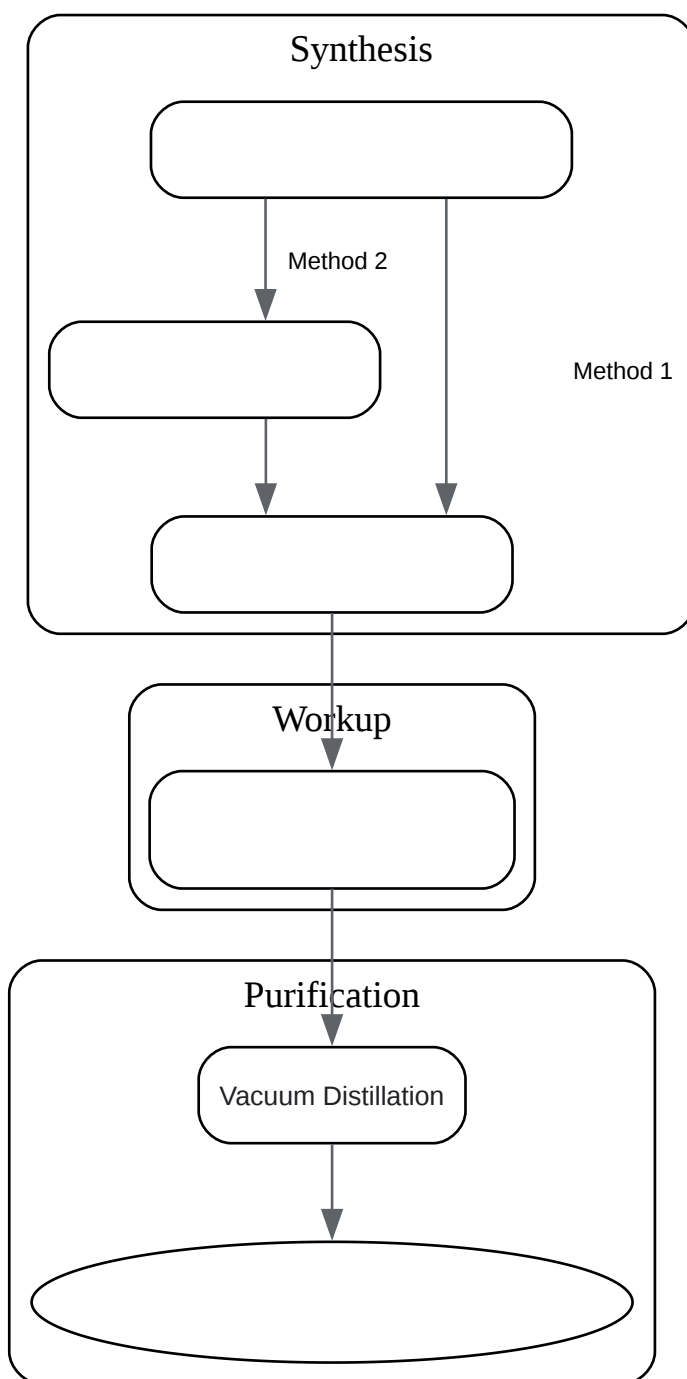 Synthesis
Method 2
Method 1
Workup
Purification
Vacuum Distillation